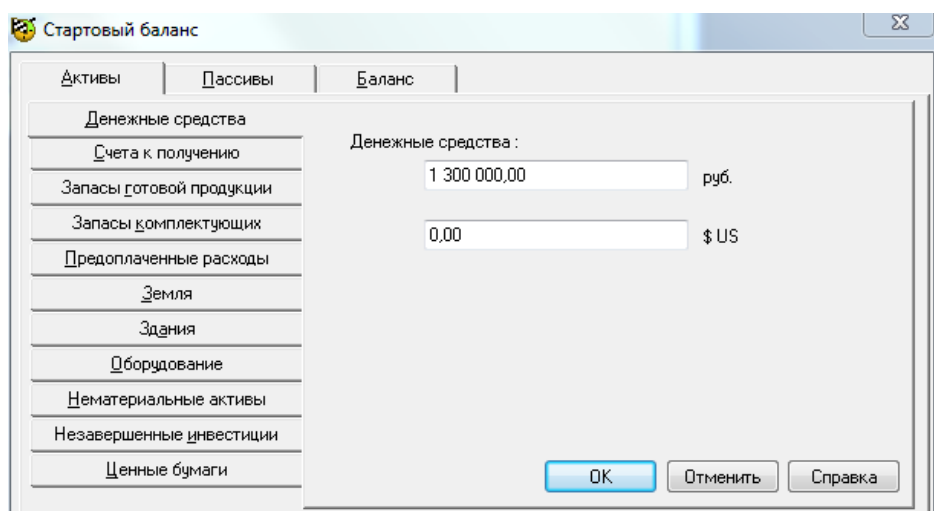 Стартовый баланс
Активы
Пассивы
Баланс
Денежные средства
Счета к получению
Запасы готовой продукции
Запасы комплектующих
Предоплаченные расходы
Земля
Здания
Оборудование
Нематериальные активы
Незавершенные инвестиции
Ценные бумаги
Денежные средства :
1 300 000,00 руб.
0,00 $ US
OK
Отменить
Справка